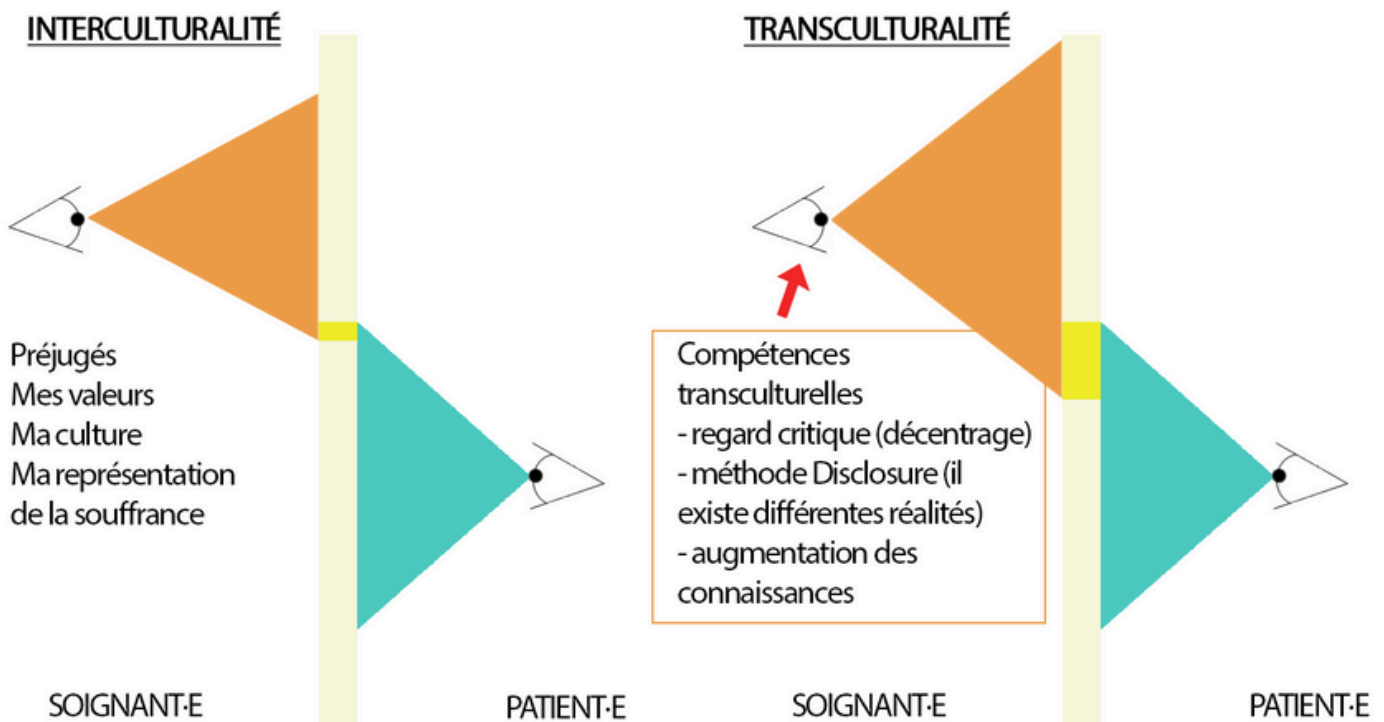 INTERCULTURALITÉ
Préjugés
Mes valeurs
Ma culture
Ma représentation
de la souffrance
SOIGNANT·E
PATIENT·E
TRANSCULTURALITÉ
Compétences
transculturelles
- regard critique (décentrage)
- méthode Disclosure (il
existe différentes réalités)
- augmentation des
connaissances
SOIGNANT·E
PATIENT·E